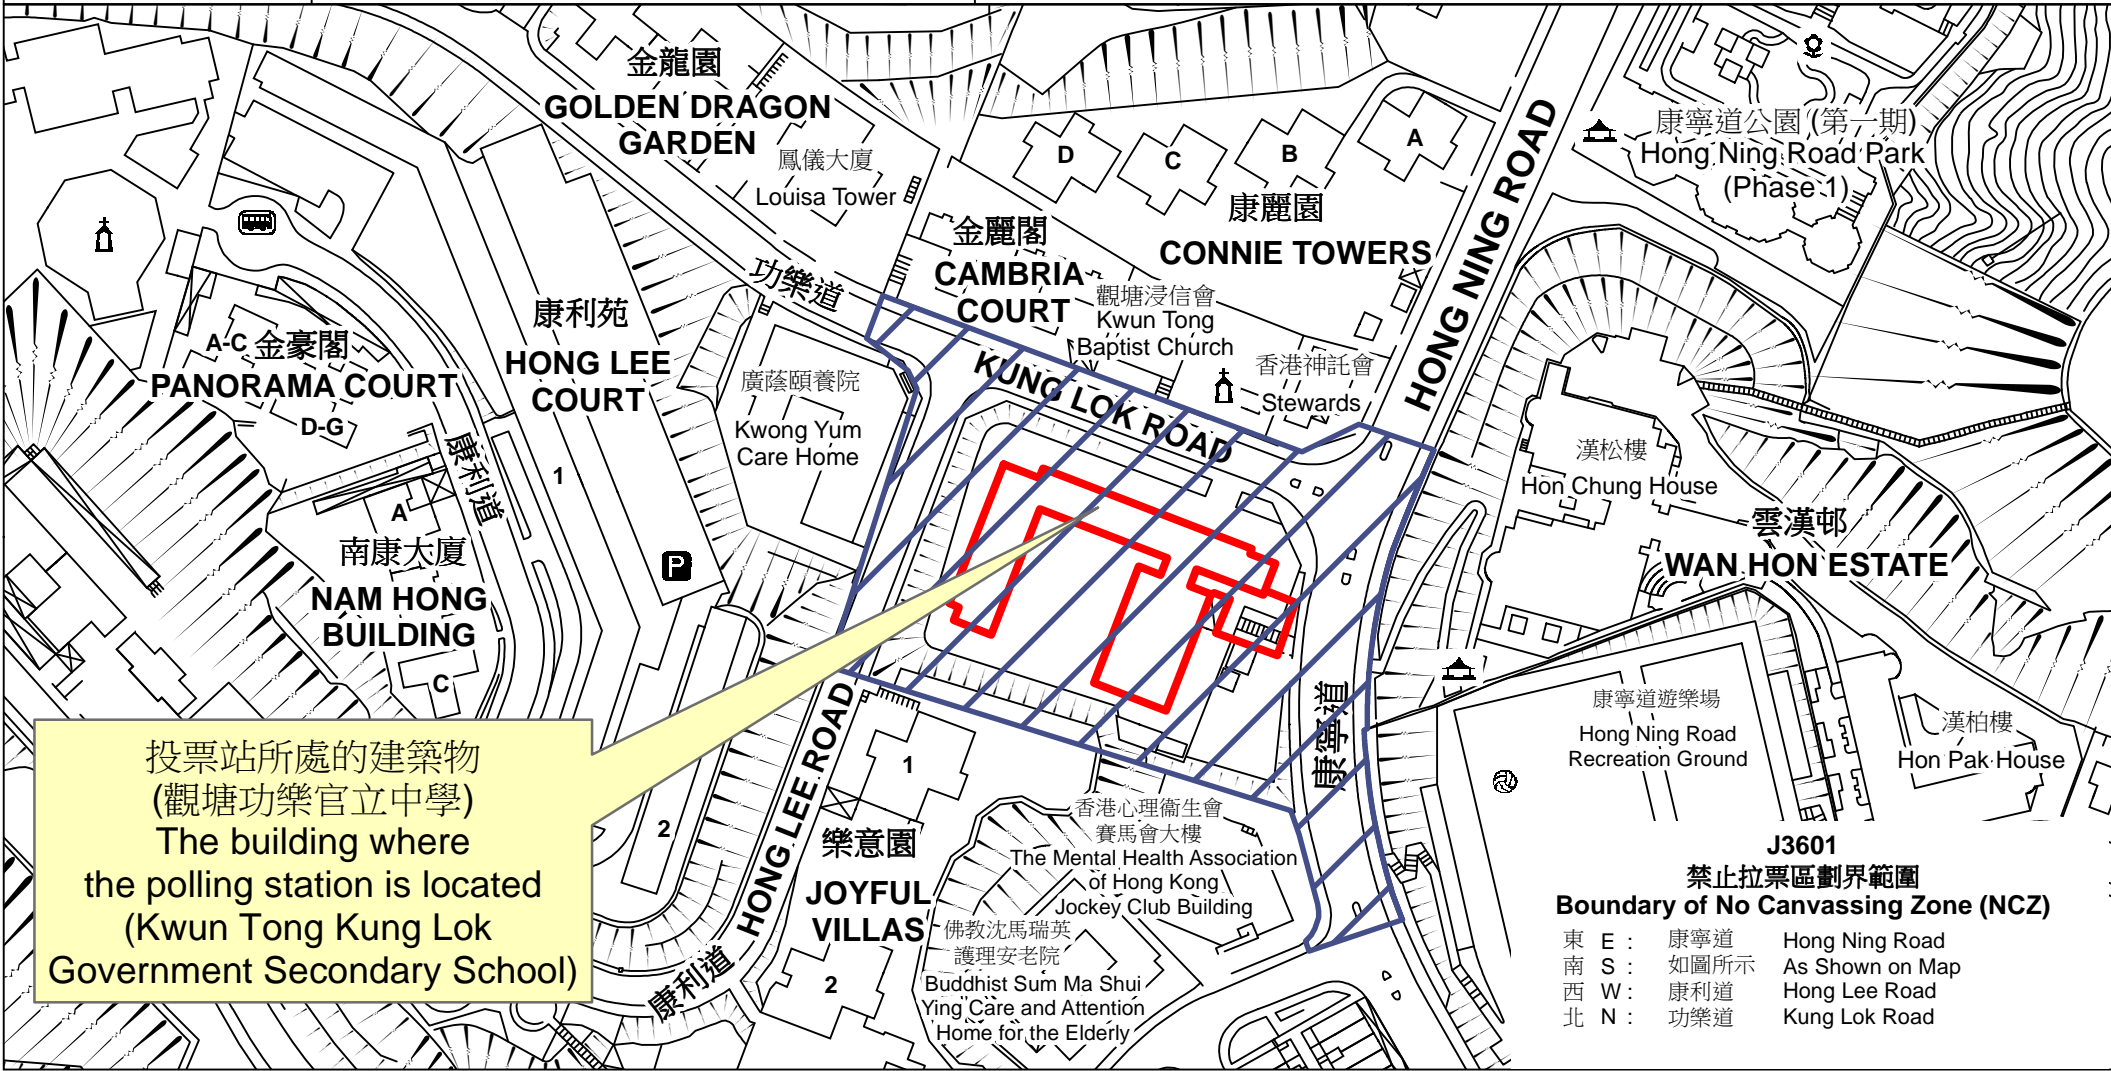 金龍園
GOLDEN DRAGON
GARDEN
鳳儀大廈
Louisa Tower
D
C
B
A
康麗園
CONNIE TOWERS
HONG NING ROAD
康寧道公園 (第一期)
Hong Ning Road Park
(Phase 1)
金麗閣
CAMBRIA
COURT
功樂道
觀塘浸信會
Kwun Tong
Baptist Church
香港神託會
Stewards
KUNG LOK ROAD
A-C 金豪閣
PANORAMA COURT
D-G
康利苑
HONG LEE
COURT
1
康利道
廣蔭頤養院
Kwong Yum
Care Home
A
南康大廈
NAM HONG
BUILDING
C
P
漢松樓
Hon Chung House
雲漢邨
WAN HON ESTATE
康寧道
康寧道遊樂場
Hong Ning Road
Recreation Ground
漢柏樓
Hon Pak House
投票站所處的建築物
(觀塘功樂官立中學)
The building where
the polling station is located
(Kwun Tong Kung Lok
Government Secondary School)
2
HONG LEE ROAD
康利道
1
樂意園
JOYFUL
VILLAS
2
香港心理衞生會
賽馬會大樓
The Mental Health Association
of Hong Kong
Jockey Club Building
佛教沈馬瑞英
護理安老院
Buddhist Sum Ma Shui
Ying Care and Attention
Home for the Elderly
J3601
禁止拉票區劃界範圍
Boundary of No Canvassing Zone (NCZ)
東 E : 康寧道 Hong Ning Road
南 S : 如圖所示 As Shown on Map
西 W : 康利道 Hong Lee Road
北 N : 功樂道 Kung Lok Road